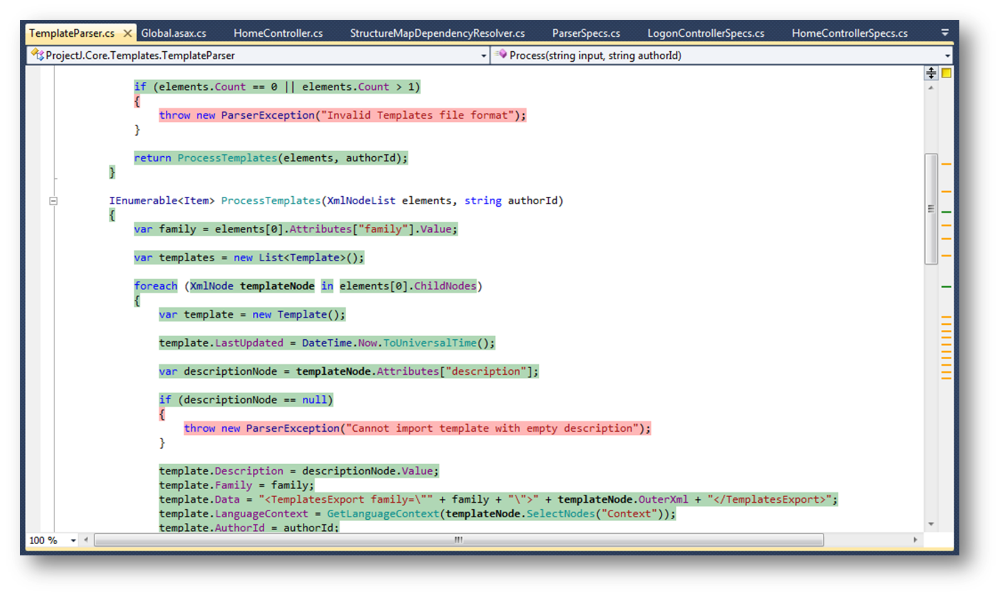 TemplateParser.cs Global.asax.cs HomeController.cs StructureMapDependencyResolver.cs ParserSpecs.cs LogonControllerSpecs.cs HomeControllerSpecs.cs
ProjectJ.Core.Templates.TemplateParser Process(string input, string authorId)
if (elements.Count == 0 || elements.Count > 1)
{
throw new ParserException("Invalid Templates file format");
}
return ProcessTemplates(elements, authorId);
}
IEnumerable<Item> ProcessTemplates(XmlNodeList elements, string authorId)
{
var family = elements[0].Attributes["family"].Value;
var templates = new List<Template>();
foreach (XmlNode templateNode in elements[0].ChildNodes)
{
var template = new Template();
template.LastUpdated = DateTime.Now.ToUniversalTime();
var descriptionNode = templateNode.Attributes["description"];
if (descriptionNode == null)
{
throw new ParserException("Cannot import template with empty description");
}
template.Description = descriptionNode.Value;
template.Family = family;
template.Data = "<TemplatesExport family=\"" + family + "\">" + templateNode.OuterXml + "</TemplatesExport>";
template.LanguageContext = GetLanguageContext(templateNode.SelectNodes("Context"));
template.AuthorId = authorId;
100 %